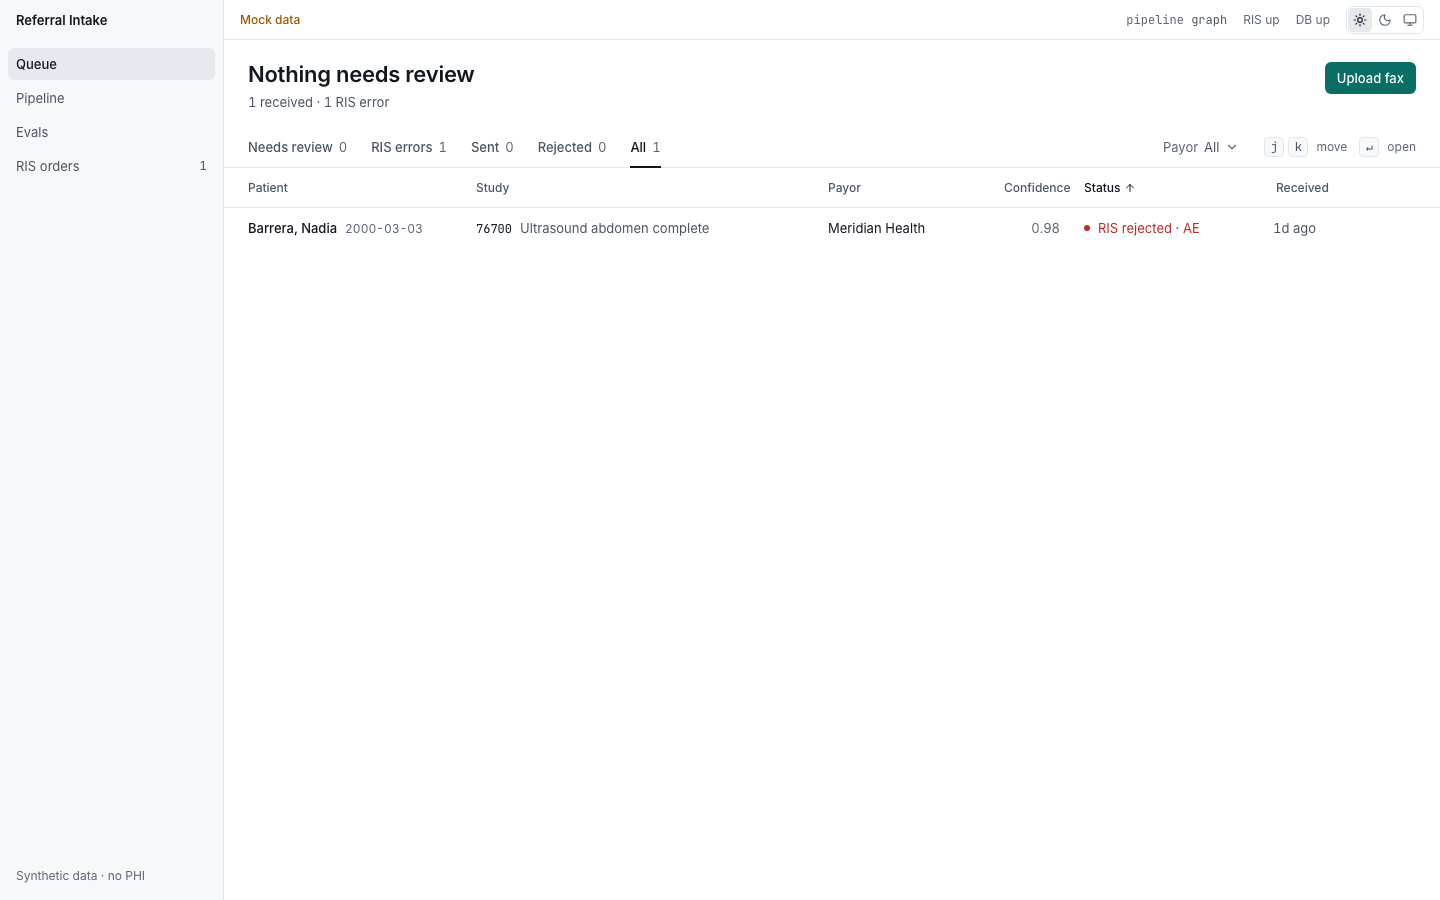 Referral Intake
Queue
Pipeline
Evals
RIS orders 1
Synthetic data · no PHI
Mock data
pipeline graph RIS up DB up
Nothing needs review
1 received · 1 RIS error
Upload fax
Needs review 0 RIS errors 1 Sent 0 Rejected 0 All 1
Payor All j k move ↵ open
Patient Study Payor Confidence Status ↑ Received
Barrera, Nadia 2000-03-03 76700 Ultrasound abdomen complete Meridian Health 0.98 RIS rejected · AE 1d ago